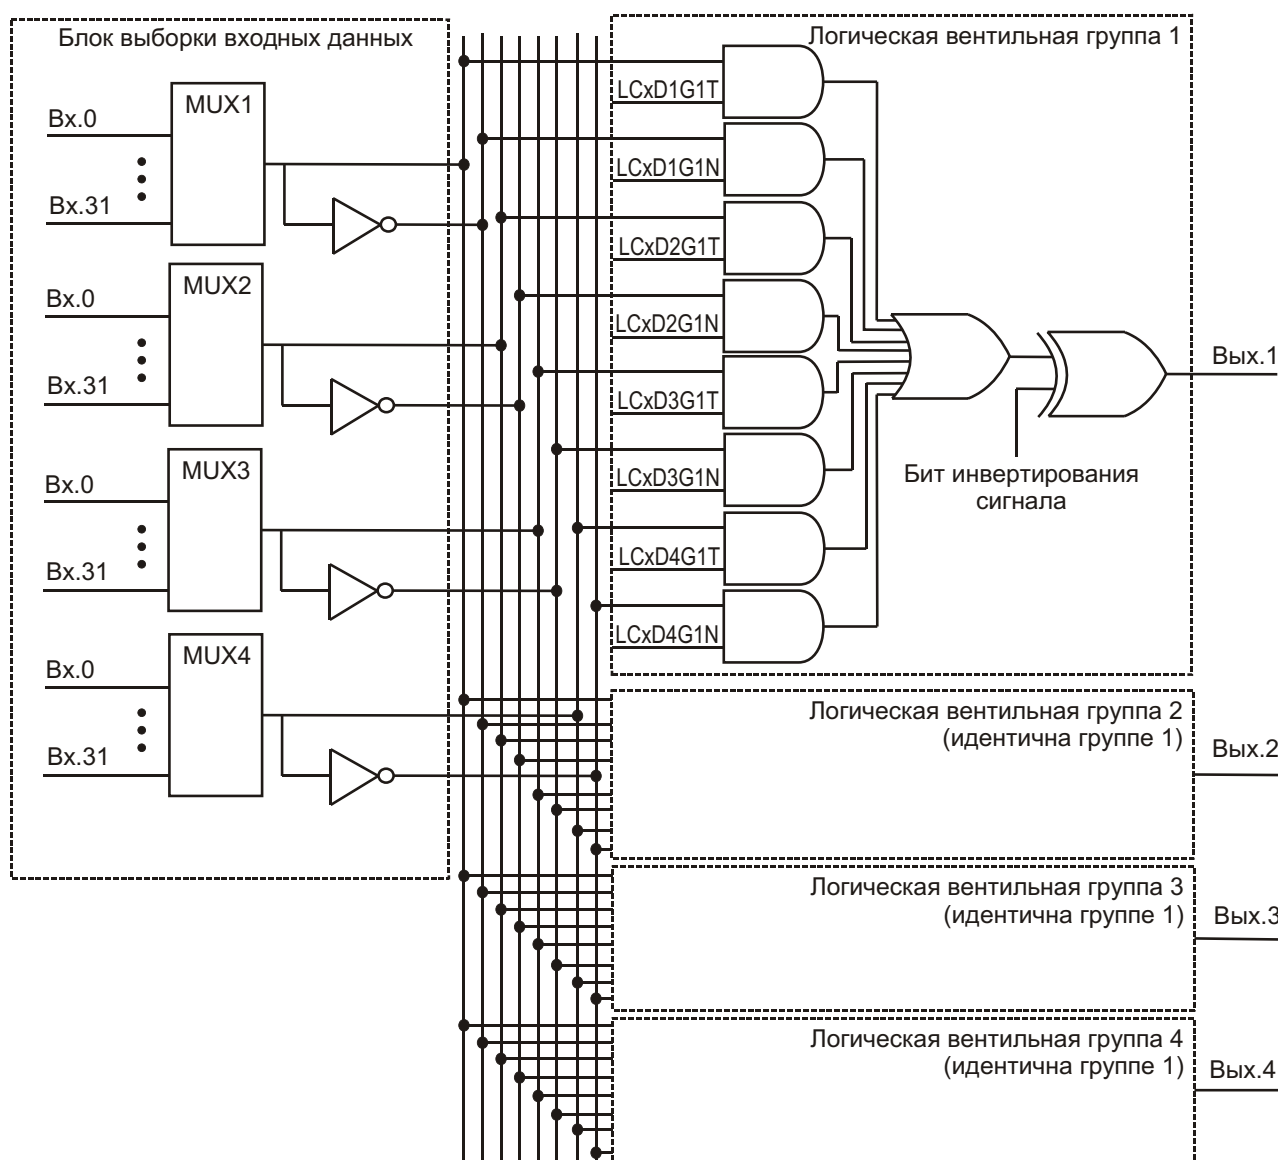 Блок выборки входных данных
MUX1
Вх.0
Вх.31
MUX2
Вх.0
Вх.31
MUX3
Вх.0
Вх.31
MUX4
Вх.0
Вх.31
Логическая вентильная группа 1
LCxD1G1T
LCxD1G1N
LCxD2G1T
LCxD2G1N
LCxD3G1T
LCxD3G1N
LCxD4G1T
LCxD4G1N
Бит инвертирования
сигнала
Вых.1
Логическая вентильная группа 2
(идентична группе 1)
Вых.2
Логическая вентильная группа 3
(идентична группе 1)
Вых.3
Логическая вентильная группа 4
(идентична группе 1)
Вых.4